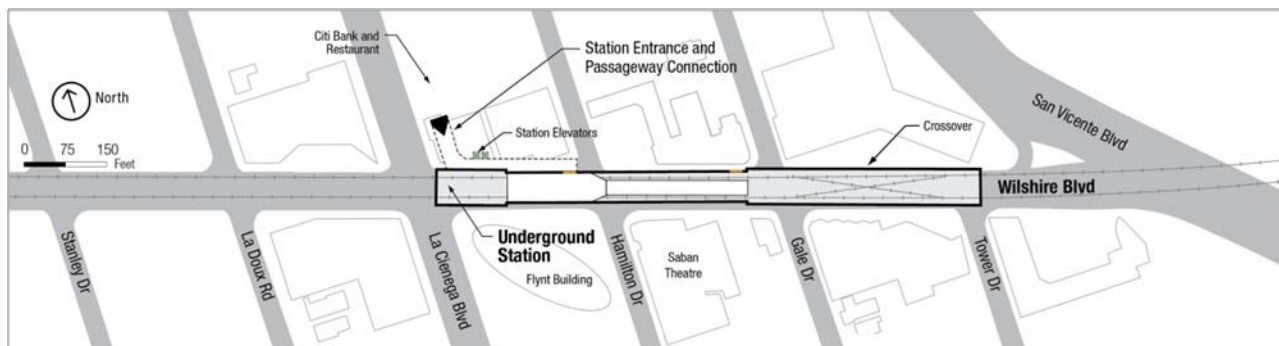 Citi Bank and
Restaurant
Station Entrance and
Passageway Connection
North
0 75 150
Feet
Station Elevators
Crossover
San Vicente Blvd
Wilshire Blvd
Underground
Station
Flynt Building
Saban
Theatre
Stanley Dr
La Doux Rd
La Cienega Blvd
Hamilton Dr
Gale Dr
Tower Dr